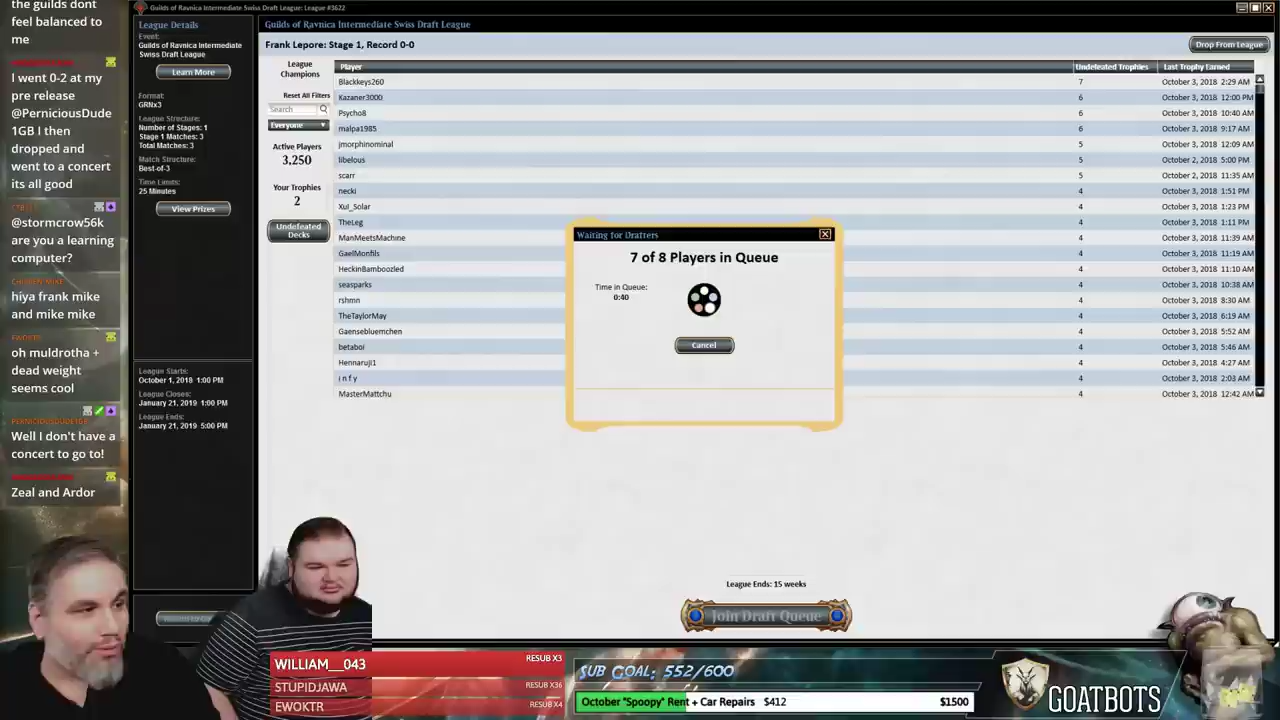 the guilds dont
feel balanced to
me
I went 0-2 at my
pre release
@PerniciousDude
1GB I then
dropped and
went to a concert
its all good
@stormcrow56k
are you a learning
computer?
hiya frank mike
and mike mike
EWOKTR
oh muldrotha +
dead weight
seems cool
PERNICIOUSDUDE1GB
Well I don't have a
concert to go to!
Zeal and Ardor
Guilds of Ravnica Intermediate Swiss Draft League: League #3622
League Details
Event:
Guilds of Ravnica Intermediate
Swiss Draft League
Learn More
Format:
GRNx3
League Structure:
Number of Stages: 1
Stage 1 Matches: 3
Total Matches: 3
Match Structure:
Best-of-3
Time Limits:
25 Minutes
View Prizes
League Starts:
October 1, 2018 1:00 PM
League Closes:
January 21, 2019 1:00 PM
League Ends:
January 21, 2019 5:00 PM
Guilds of Ravnica Intermediate Swiss Draft League
Frank Lepore: Stage 1, Record 0-0
Drop From League
League
Champions
Reset All Filters
Search
Everyone
Active Players
3,250
Your Trophies
2
Undefeated
Decks
Player Undefeated Trophies Last Trophy Earned
Blackkeys260 7 October 3, 2018 2:29 AM
Kazaner3000 6 October 3, 2018 12:00 PM
Psycho8 6 October 3, 2018 10:40 AM
malpa1985 6 October 3, 2018 9:17 AM
jmorphinominal 5 October 3, 2018 12:09 AM
libelous 5 October 2, 2018 5:00 PM
scarr 5 October 2, 2018 11:35 AM
necki 4 October 3, 2018 1:51 PM
Xui_Solar 4 October 3, 2018 1:23 PM
TheLeg 4 October 3, 2018 1:11 PM
ManMeetsMachine 4 October 3, 2018 11:39 AM
GaelMonfils 4 October 3, 2018 11:19 AM
HeckinBamboozled 4 October 3, 2018 11:10 AM
seasparks 4 October 3, 2018 10:38 AM
rshmn 4 October 3, 2018 8:30 AM
TheTaylorMay 4 October 3, 2018 6:19 AM
Gaensebluemchen 4 October 3, 2018 5:52 AM
betaboi 4 October 3, 2018 5:46 AM
Hennaruji1 4 October 3, 2018 4:27 AM
i n f y 4 October 3, 2018 2:03 AM
MasterMattchu 4 October 3, 2018 12:42 AM
Waiting for Drafters
7 of 8 Players in Queue
Time in Queue:
0:40
Cancel
League Ends: 15 weeks
Join Draft Queue
WILLIAM__043 RESUB X3
STUPIDJAWA RESUB X36
EWOKTR RESUB X4
SUB GOAL: 552/600
October "Spoopy" Rent + Car Repairs $412 $1500
GOATBOTS